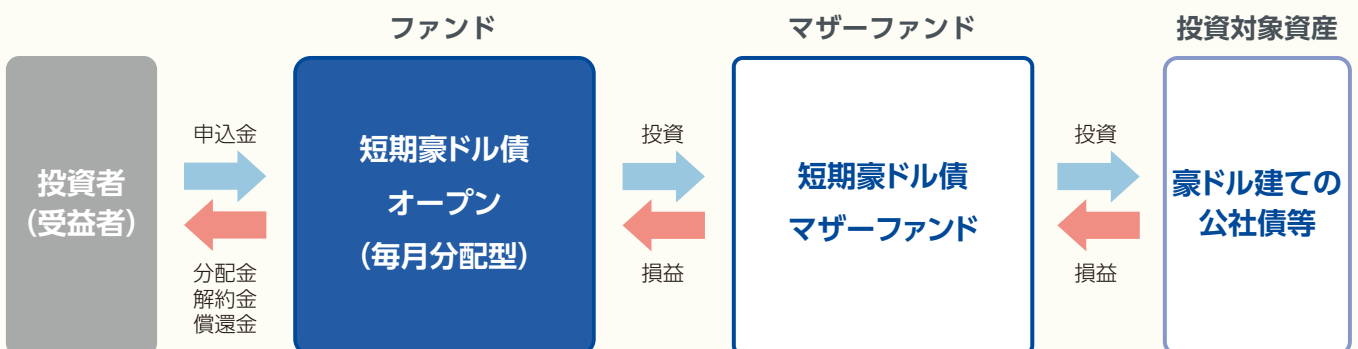 ファンド
マザーファンド
投資対象資産
投資者
(受益者)
申込金
分配金
解約金
償還金
短期豪ドル債
オープン
(毎月分配型)
投資
損益
短期豪ドル債
マザーファンド
投資
損益
豪ドル建ての
公社債等